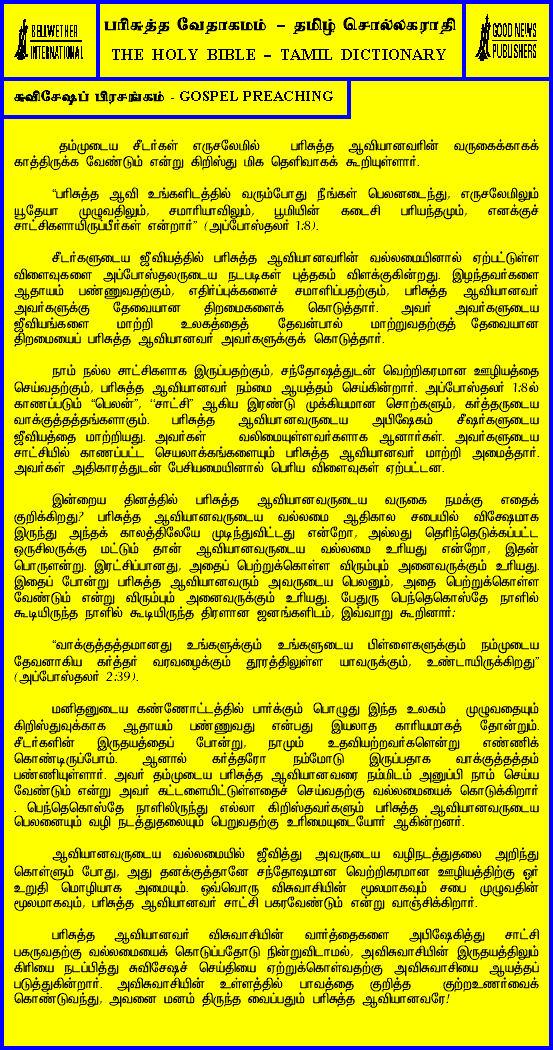 BELLWETHER
INTERNATIONAL
பரிசுத்த வேதாகமம் - தமிழ் சொல்லகராதி
THE HOLY BIBLE - TAMIL DICTIONARY
GOOD NEWS
PUBLISHERS
சுவிசேஷப் பிரசங்கம் - GOSPEL PREACHING
தம்முடைய சீடர்கள் எருசலேமில் பரிசுத்த ஆவியானவரின் வருகைக்காகக்
காத்திருக்க வேண்டும் என்று கிறிஸ்து மிக தெளிவாகக் கூறியுள்ளார்.
“பரிசுத்த ஆவி உங்களிடத்தில் வரும்போது நீங்கள் பெலனடைந்து, எருசலேமிலும்
யூதேயா முழுவதிலும், சமாரியாவிலும், பூமியின் கடைசி பரியந்தமும், எனக்குச்
சாட்சிகளாயிருப்பீர்கள் என்றார்” (அப்போஸ்தலர் 1:8).
சீடர்களுடைய ஜீவியத்தில் பரிசுத்த ஆவியானவரின் வல்லமையினால் ஏற்பட்டுள்ள
விளைவுகளை அப்போஸ்தலருடைய நடபடிகள் புத்தகம் விளக்குகின்றது. இழந்தவர்களை
ஆதாயம் பண்ணுவதற்கும், எதிர்ப்புக்களைச் சமாளிப்பதற்கும், பரிசுத்த ஆவியானவர்
அவர்களுக்கு தேவையான திறமைகளைக் கொடுத்தார். அவர் அவர்களுடைய
ஜீவியங்களை மாற்றி உலகத்தைத் தேவன்பால் மாற்றுவதற்குத் தேவையான
திறமையைப் பரிசுத்த ஆவியானவர் அவர்களுக்குக் கொடுத்தார்.
நாம் நல்ல சாட்சிகளாக இருப்பதற்கும், சந்தோஷத்துடன் வெற்றிகரமான ஊழியத்தை
செய்வதற்கும், பரிசுத்த ஆவியானவர் நம்மை ஆயத்தம் செய்கின்றார். அப்போஸ்தலர் 1:8ல்
காணப்படும் “பெலன்”, “சாட்சி” ஆகிய இரண்டு முக்கியமான சொற்களும், கர்த்தருடைய
வாக்குத்தத்தங்களாகும். பரிசுத்த ஆவியானவருடைய அபிஷேகம் சீஷர்களுடைய
ஜீவியத்தை மாற்றியது. அவர்கள் வலிமையுள்ளவர்களாக ஆனார்கள். அவர்களுடைய
சாட்சியில் காணப்பட்ட செயலாக்கங்களையும் பரிசுத்த ஆவியானவர் மாற்றி அமைத்தார்.
அவர்கள் அதிகாரத்துடன் பேசியமையினால் பெரிய விளைவுகள் ஏற்பட்டன.
இன்றைய தினத்தில் பரிசுத்த ஆவியானவருடைய வருகை நமக்கு எதைக்
குறிக்கிறது? பரிசுத்த ஆவியானவருடைய வல்லமை ஆதிகால சபையில் விசேஷமாக
இருந்து அந்தக் காலத்திலேயே முடிந்துவிட்டது என்றோ, அல்லது தெரிந்தெடுக்கப்பட்ட
ஒருசிலருக்கு மட்டும் தான் ஆவியானவருடைய வல்லமை உரியது என்றோ, இதன்
பொருளன்று. இரட்சிப்பானது, அதைப் பெற்றுக்கொள்ள விரும்பும் அனைவருக்கும் உரியது.
இதைப் போன்று பரிசுத்த ஆவியானவரும் அவருடைய பெலனும், அதை பெற்றுக்கொள்ள
வேண்டும் என்று விரும்பும் அனைவருக்கும் உரியது. பேதுரு பெந்தெகொஸ்தே நாளில்
கூடியிருந்த நாளில் கூடியிருந்த திரளான ஜனங்களிடம், இவ்வாறு கூறினார்:
“வாக்குத்தத்தமானது உங்களுக்கும் உங்களுடைய பிள்ளைகளுக்கும் நம்முடைய
தேவனாகிய கர்த்தர் வரவழைக்கும் தூரத்திலுள்ள யாவருக்கும், உண்டாயிருக்கிறது”
(அப்போஸ்தலர் 2:39).
மனிதனுடைய கண்ணோட்டத்தில் பார்க்கும் பொழுது இந்த உலகம் முழுவதையும்
கிறிஸ்துவுக்காக ஆதாயம் பண்ணுவது என்பது இயலாத காரியமாகத் தோன்றும்.
சீடர்களின் இருதயத்தைப் போன்று, நாமும் உதவியற்றவர்களென்று எண்ணிக்
கொண்டிருப்போம். ஆனால் கர்த்தரோ நம்மோடு இருப்பதாக வாக்குத்தத்தம்
பண்ணியுள்ளார். அவர் தம்முடைய பரிசுத்த ஆவியானவரை நம்மிடம் அனுப்பி நாம் செய்ய
வேண்டும் என்று அவர் கட்டளையிட்டுள்ளதைச் செய்வதற்கு வல்லமையைக் கொடுக்கிறார்
. பெந்தெகொஸ்தே நாளிலிருந்து எல்லா கிறிஸ்தவர்களும் பரிசுத்த ஆவியானவருடைய
பெலனையும் வழி நடத்துதலையும் பெறுவதற்கு உரிமையுடையோர் ஆகின்றனர்.
ஆவியானவருடைய வல்லமையில் ஜீவித்து அவருடைய வழிநடத்துதலை அறிந்து
கொள்ளும் போது, அது தனக்குத்தானே சந்தோஷமான வெற்றிகரமான ஊழியத்திற்கு ஓர்
உறுதி மொழியாக அமையும். ஒவ்வொரு விசுவாசியின் மூலமாகவும் சபை முழுவதின்
மூலமாகவும், பரிசுத்த ஆவியானவர் சாட்சி பகரவேண்டும் என்று வாஞ்சிக்கிறார்.
பரிசுத்த ஆவியானவர் விசுவாசியின் வார்த்தைகளை அபிஷேகித்து சாட்சி
பகருவதற்கு வல்லமையைக் கொடுப்பதோடு நின்றுவிடாமல், அவிசுவாசியின் இருதயத்திலும்
கிரியை நடப்பித்து சுவிசேஷச் செய்தியை ஏற்றுக்கொள்வதற்கு அவிசுவாசியை ஆயத்தப்
படுத்துகின்றார். அவிசுவாசியின் உள்ளத்தில் பாவத்தை குறித்த குற்றஉணர்வைக்
கொண்டுவந்து, அவனை மனம் திருந்த வைப்பதும் பரிசுத்த ஆவியானவரே!